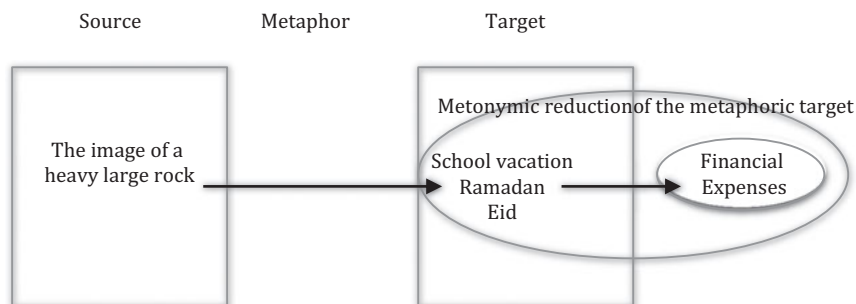 Source
Metaphor
Target
Metonymic reductionof the metaphoric target
The image of a
heavy large rock
School vacation
Ramadan
Eid
Financial
Expenses